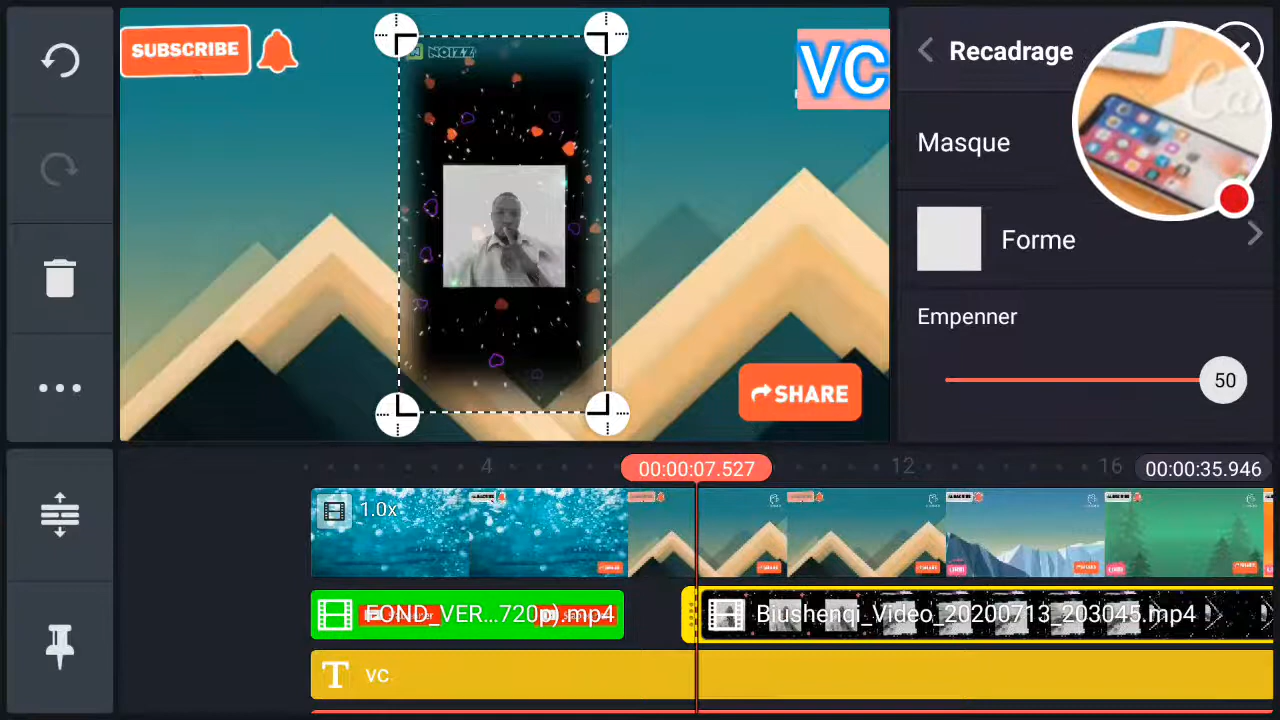 SUBSCRIBE
NOIZZ
VC
Recadrage
Masque
Forme
Empenner
50
SHARE
4
00:00:07.527
12
16
00:00:35.946
1.0x
FOND_VER...720p).mp4
Biushenqi_Video_20200713_203045.mp4
T vc